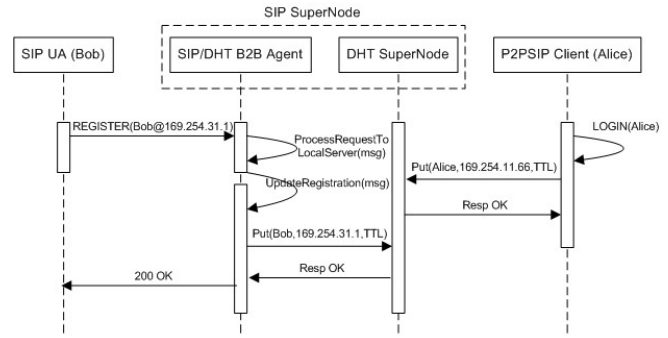 SIP SuperNode
SIP UA (Bob)
SIP/DHT B2B Agent
DHT SuperNode
P2PSIP Client (Alice)
REGISTER(Bob@169.254.31.1)
LOGIN(Alice)
ProcessRequestTo
LocalServer(msg)
Put(Alice,169.254.11.66,TTL)
UpdateRegistration(msg)
Resp OK
Put(Bob,169.254.31.1,TTL)
Resp OK
200 OK